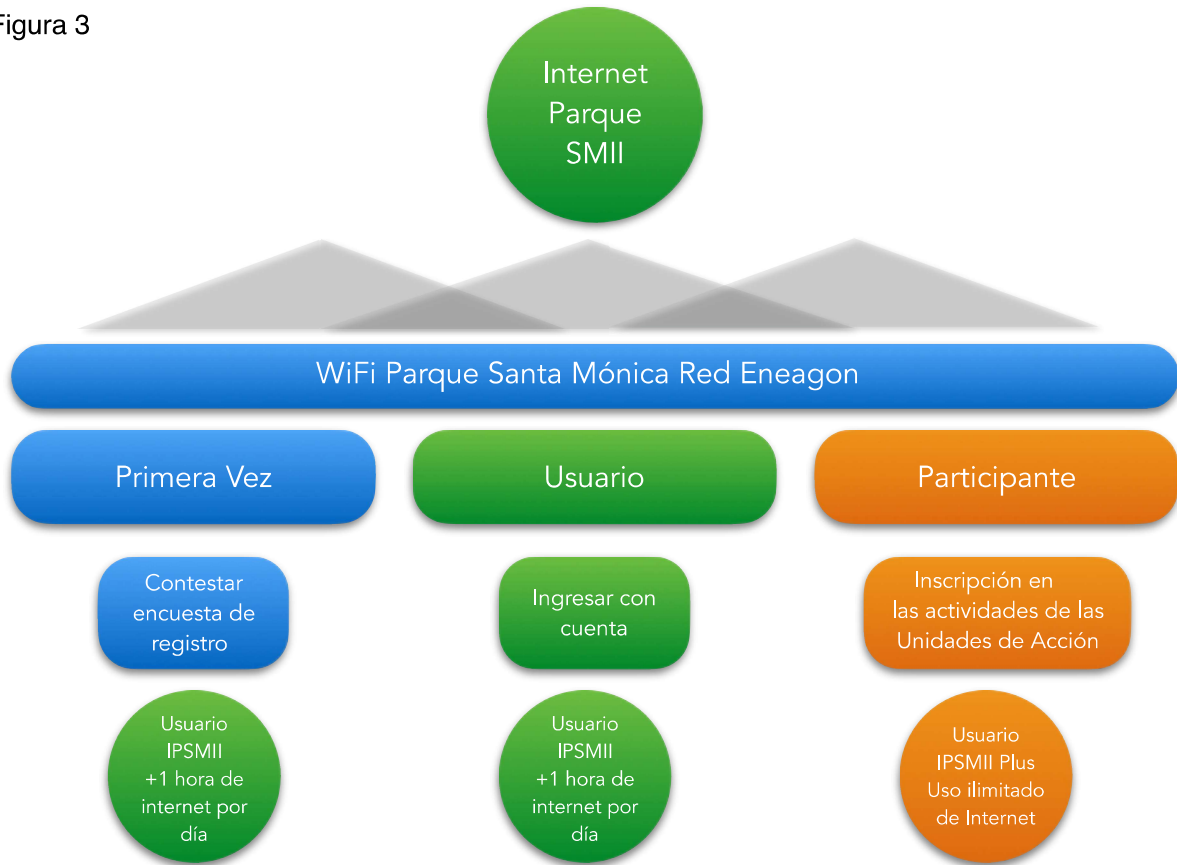 Figura 3
Internet
Parque
SMII
WiFi Parque Santa Mónica Red Eneagon
Primera Vez
Usuario
Participante
Contestar
encuesta de
registro
Ingresar con
cuenta
Inscripción en
las actividades de las
Unidades de Acción
Usuario
IPSMII
+1 hora de
internet por
día
Usuario
IPSMII
+1 hora de
internet por
día
Usuario
IPSMII Plus
Uso ilimitado
de Internet